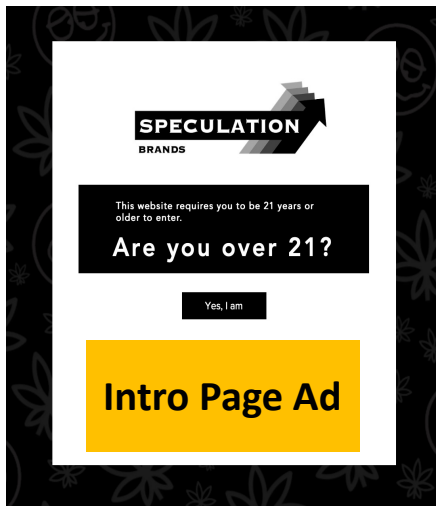 SPECULATION
BRANDS
This website requires you to be 21 years or
older to enter.
Are you over 21?
Yes, I am
Intro Page Ad